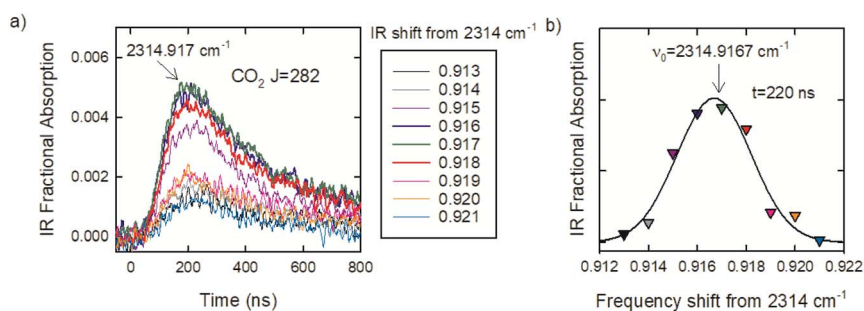 a)
2314.917 cm⁻¹
CO₂ J=282
IR Fractional Absorption
0.006
0.004
0.002
0.000
0
200
400
600
800
Time (ns)
IR shift from 2314 cm⁻¹
0.913
0.914
0.915
0.916
0.917
0.918
0.919
0.920
0.921
b)
ν₀=2314.9167 cm⁻¹
t=220 ns
IR Fractional Absorption
0.912
0.914
0.916
0.918
0.920
0.922
Frequency shift from 2314 cm⁻¹